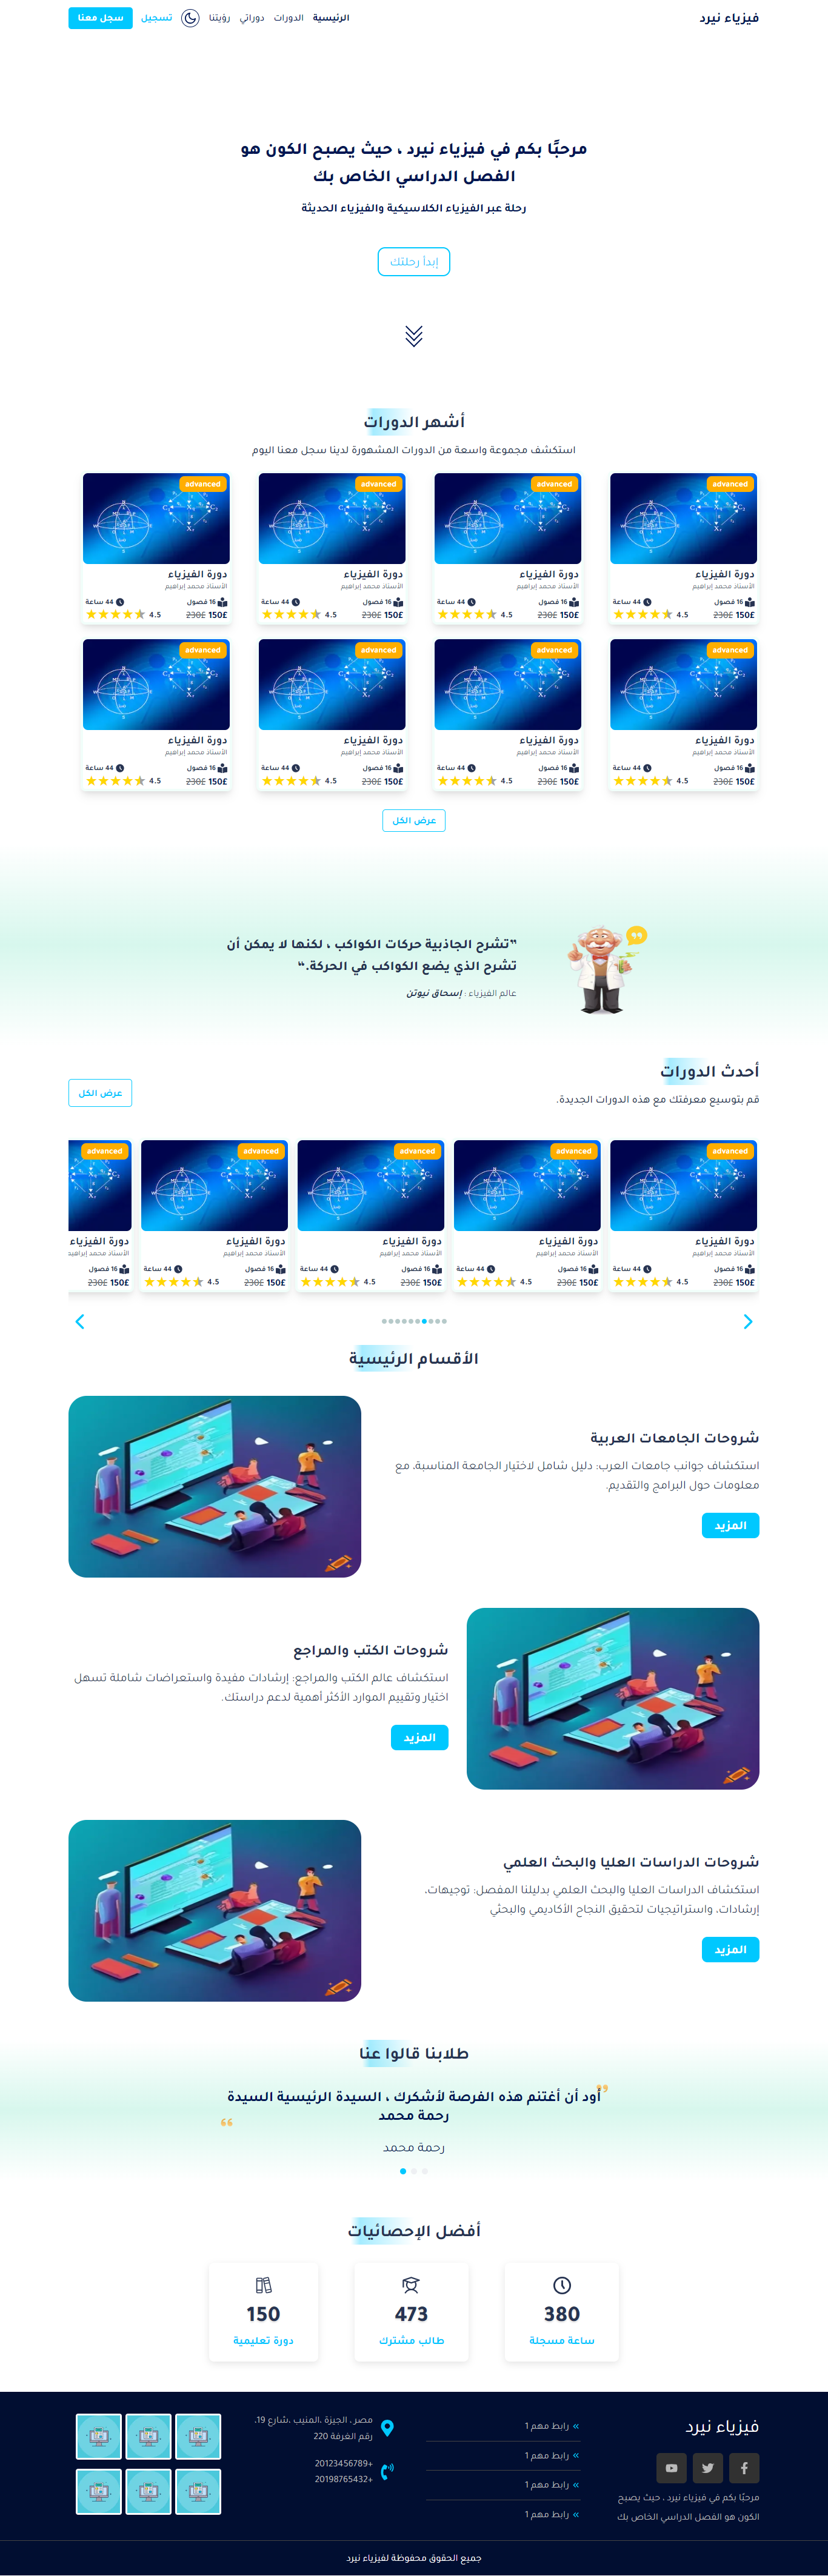 فيزياء نيرد
الرئيسية
الدورات
دوراتي
رؤيتنا
تسجيل
سجل معنا
مرحبًا بكم في فيزياء نيرد ، حيث يصبح الكون هو
الفصل الدراسي الخاص بك
رحلة عبر الفيزياء الكلاسيكية والفيزياء الحديثة
إبدأ رحلتك
أشهر الدورات
استكشف مجموعة واسعة من الدورات المشهورة لدينا سجل معنا اليوم
advanced
دورة الفيزياء
الأستاذ محمد إبراهيم
16 فصول
44 ساعة
150£ 230£
4.5
advanced
دورة الفيزياء
الأستاذ محمد إبراهيم
16 فصول
44 ساعة
150£ 230£
4.5
advanced
دورة الفيزياء
الأستاذ محمد إبراهيم
16 فصول
44 ساعة
150£ 230£
4.5
advanced
دورة الفيزياء
الأستاذ محمد إبراهيم
16 فصول
44 ساعة
150£ 230£
4.5
advanced
دورة الفيزياء
الأستاذ محمد إبراهيم
16 فصول
44 ساعة
150£ 230£
4.5
advanced
دورة الفيزياء
الأستاذ محمد إبراهيم
16 فصول
44 ساعة
150£ 230£
4.5
advanced
دورة الفيزياء
الأستاذ محمد إبراهيم
16 فصول
44 ساعة
150£ 230£
4.5
advanced
دورة الفيزياء
الأستاذ محمد إبراهيم
16 فصول
44 ساعة
150£ 230£
4.5
عرض الكل
”تشرح الجاذبية حركات الكواكب ، لكنها لا يمكن أن
تشرح الذي يضع الكواكب في الحركة.“
عالم الفيزياء : إسحاق نيوتن
أحدث الدورات
قم بتوسيع معرفتك مع هذه الدورات الجديدة.
عرض الكل
advanced
دورة الفيزياء
الأستاذ محمد إبراهيم
16 فصول
44 ساعة
150£ 230£
4.5
advanced
دورة الفيزياء
الأستاذ محمد إبراهيم
16 فصول
44 ساعة
150£ 230£
4.5
advanced
دورة الفيزياء
الأستاذ محمد إبراهيم
16 فصول
44 ساعة
150£ 230£
4.5
advanced
دورة الفيزياء
الأستاذ محمد إبراهيم
16 فصول
44 ساعة
150£ 230£
4.5
advanced
دورة الفيزياء
الأستاذ محمد إبراهيم
16 فصول
150£ 230£
الأقسام الرئيسية
شروحات الجامعات العربية
استكشاف جوانب جامعات العرب: دليل شامل لاختيار الجامعة المناسبة، مع
معلومات حول البرامج والتقديم.
المزيد
شروحات الكتب والمراجع
استكشاف عالم الكتب والمراجع: إرشادات مفيدة واستعراضات شاملة تسهل
اختيار وتقييم الموارد الأكثر أهمية لدعم دراستك.
المزيد
شروحات الدراسات العليا والبحث العلمي
استكشاف الدراسات العليا والبحث العلمي بدليلنا المفصل: توجيهات،
إرشادات، واستراتيجيات لتحقيق النجاح الأكاديمي والبحثي
المزيد
طلابنا قالوا عنا
أود أن أغتنم هذه الفرصة لأشكرك ، السيدة الرئيسية السيدة
رحمة محمد
رحمة محمد
أفضل الإحصائيات
380
ساعة مسجلة
473
طالب مشترك
150
دورة تعليمية
فيزياء نيرد
مرحبًا بكم في فيزياء نيرد ، حيث يصبح
الكون هو الفصل الدراسي الخاص بك
رابط مهم 1
رابط مهم 1
رابط مهم 1
رابط مهم 1
مصر ، الجيزة ،المنيب ،شارع 19،
رقم الغرفة 220
+20123456789
+20198765432
جميع الحقوق محفوظة لفيزياء نيرد